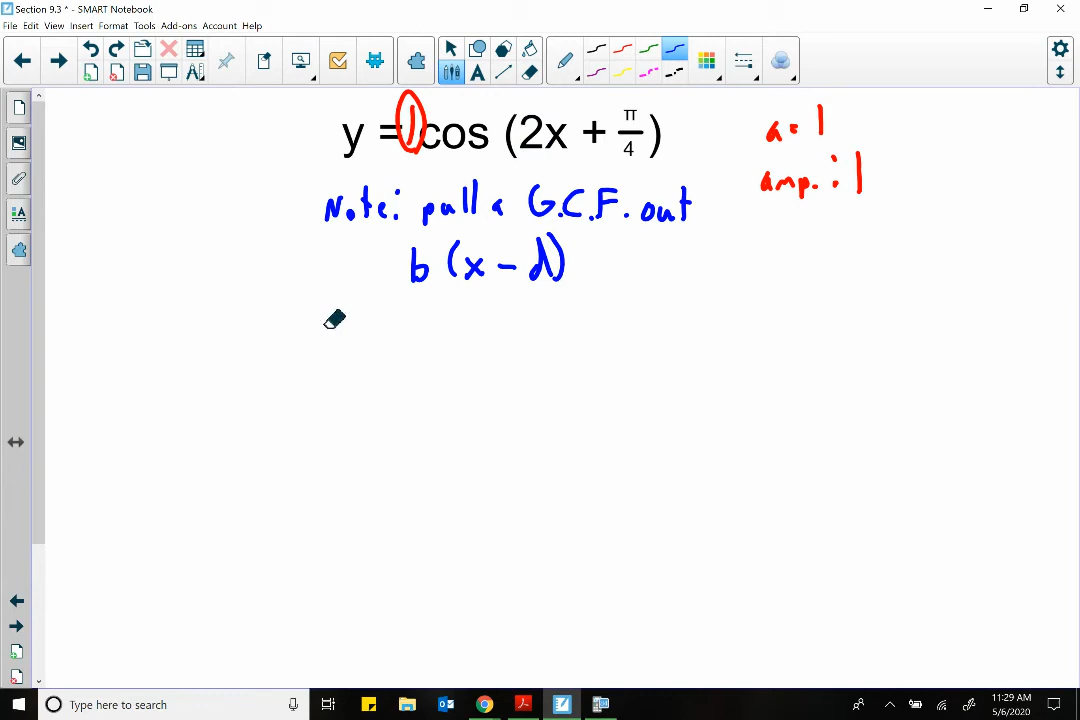 Section 9.3 * - SMART Notebook
File Edit View Insert Format Tools Add-ons Account Help
y = 1 cos (2x + π/4)
a = 1
amp. : 1
Note: pull a G.C.F. out
b (x - d)
Type here to search
11:29 AM
5/6/2020